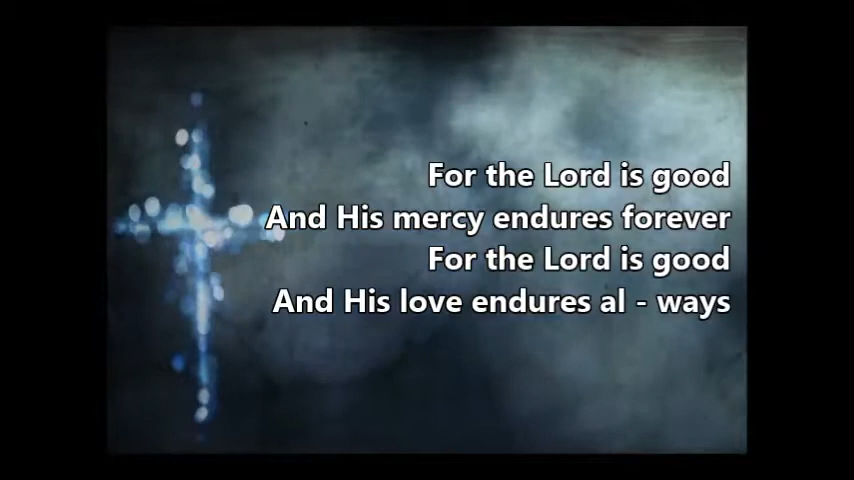 For the Lord is good
And His mercy endures forever
For the Lord is good
And His love endures al - ways